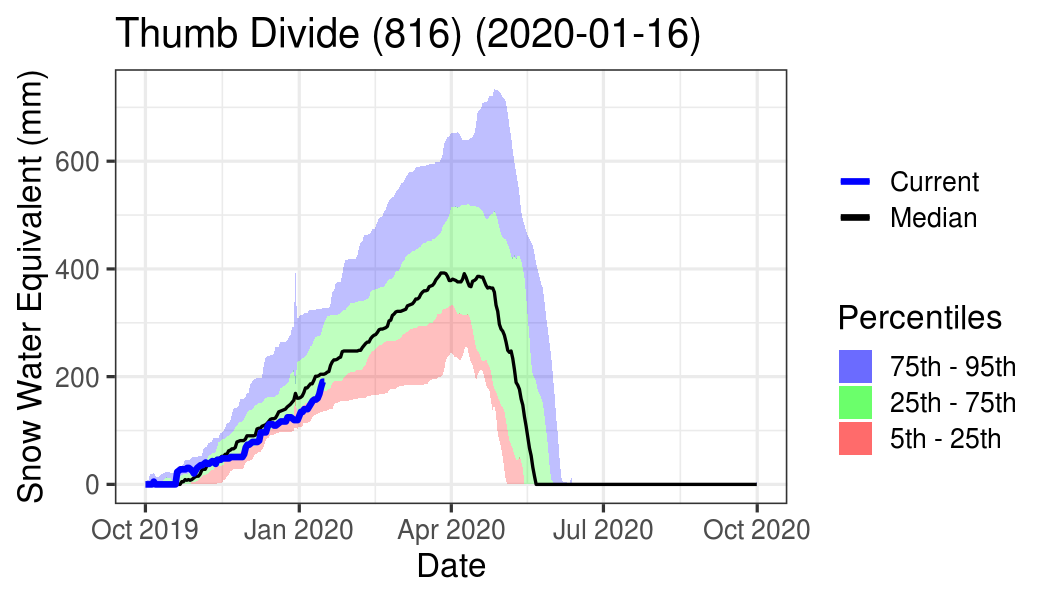 Thumb Divide (816) (2020-01-16)
Snow Water Equivalent (mm)
600
400
200
0
Oct 2019
Jan 2020
Apr 2020
Jul 2020
Oct 2020
Date
Current
Median
Percentiles
75th - 95th
25th - 75th
5th - 25th